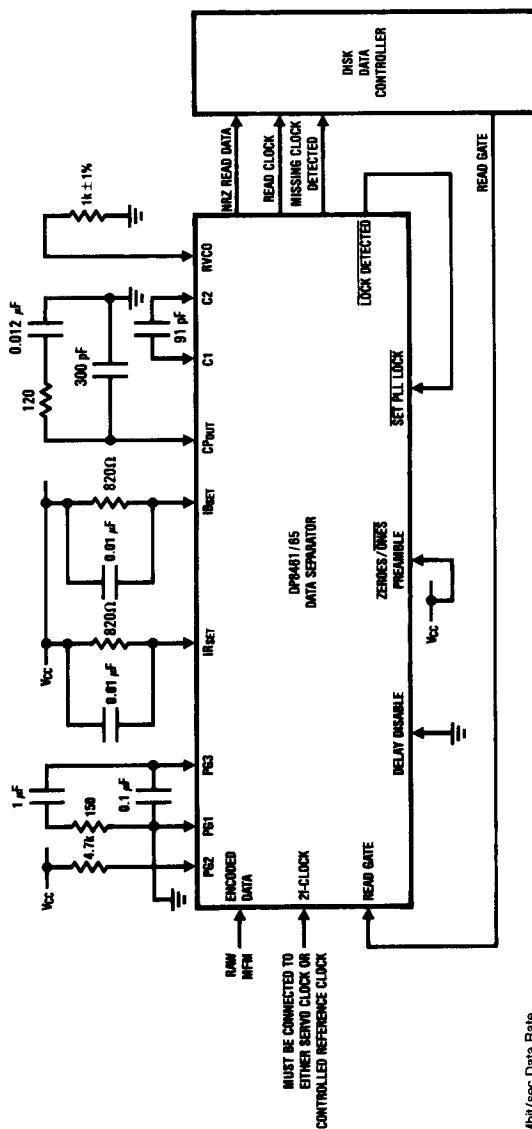 DISK
DATA
CONTROLLER
NRZ READ DATA
READ CLOCK
MISSING CLOCK
DETECTED
READ GATE
1k ± 1%
RVCO
0.012 µF
120
300 pF
91 pF
C2
C1
CPOUT
LOCK DETECTED
SET PLL LOCK
VCC
820Ω
0.01 µF
IBSET
820Ω
0.01 µF
IRSET
DP8461/65
DATA SEPARATOR
ZEROES/ONES
PREAMBLE
VCC
DELAY DISABLE
1 µF
150
0.1 µF
VCC
4.7k
PG3
PG1
PG2
ENCODED
DATA
2f-CLOCK
READ GATE
RAW
MFM
MUST BE CONNECTED TO
EITHER SERVO CLOCK OR
CONTROLLED REFERENCE CLOCK
/sec Data Rate